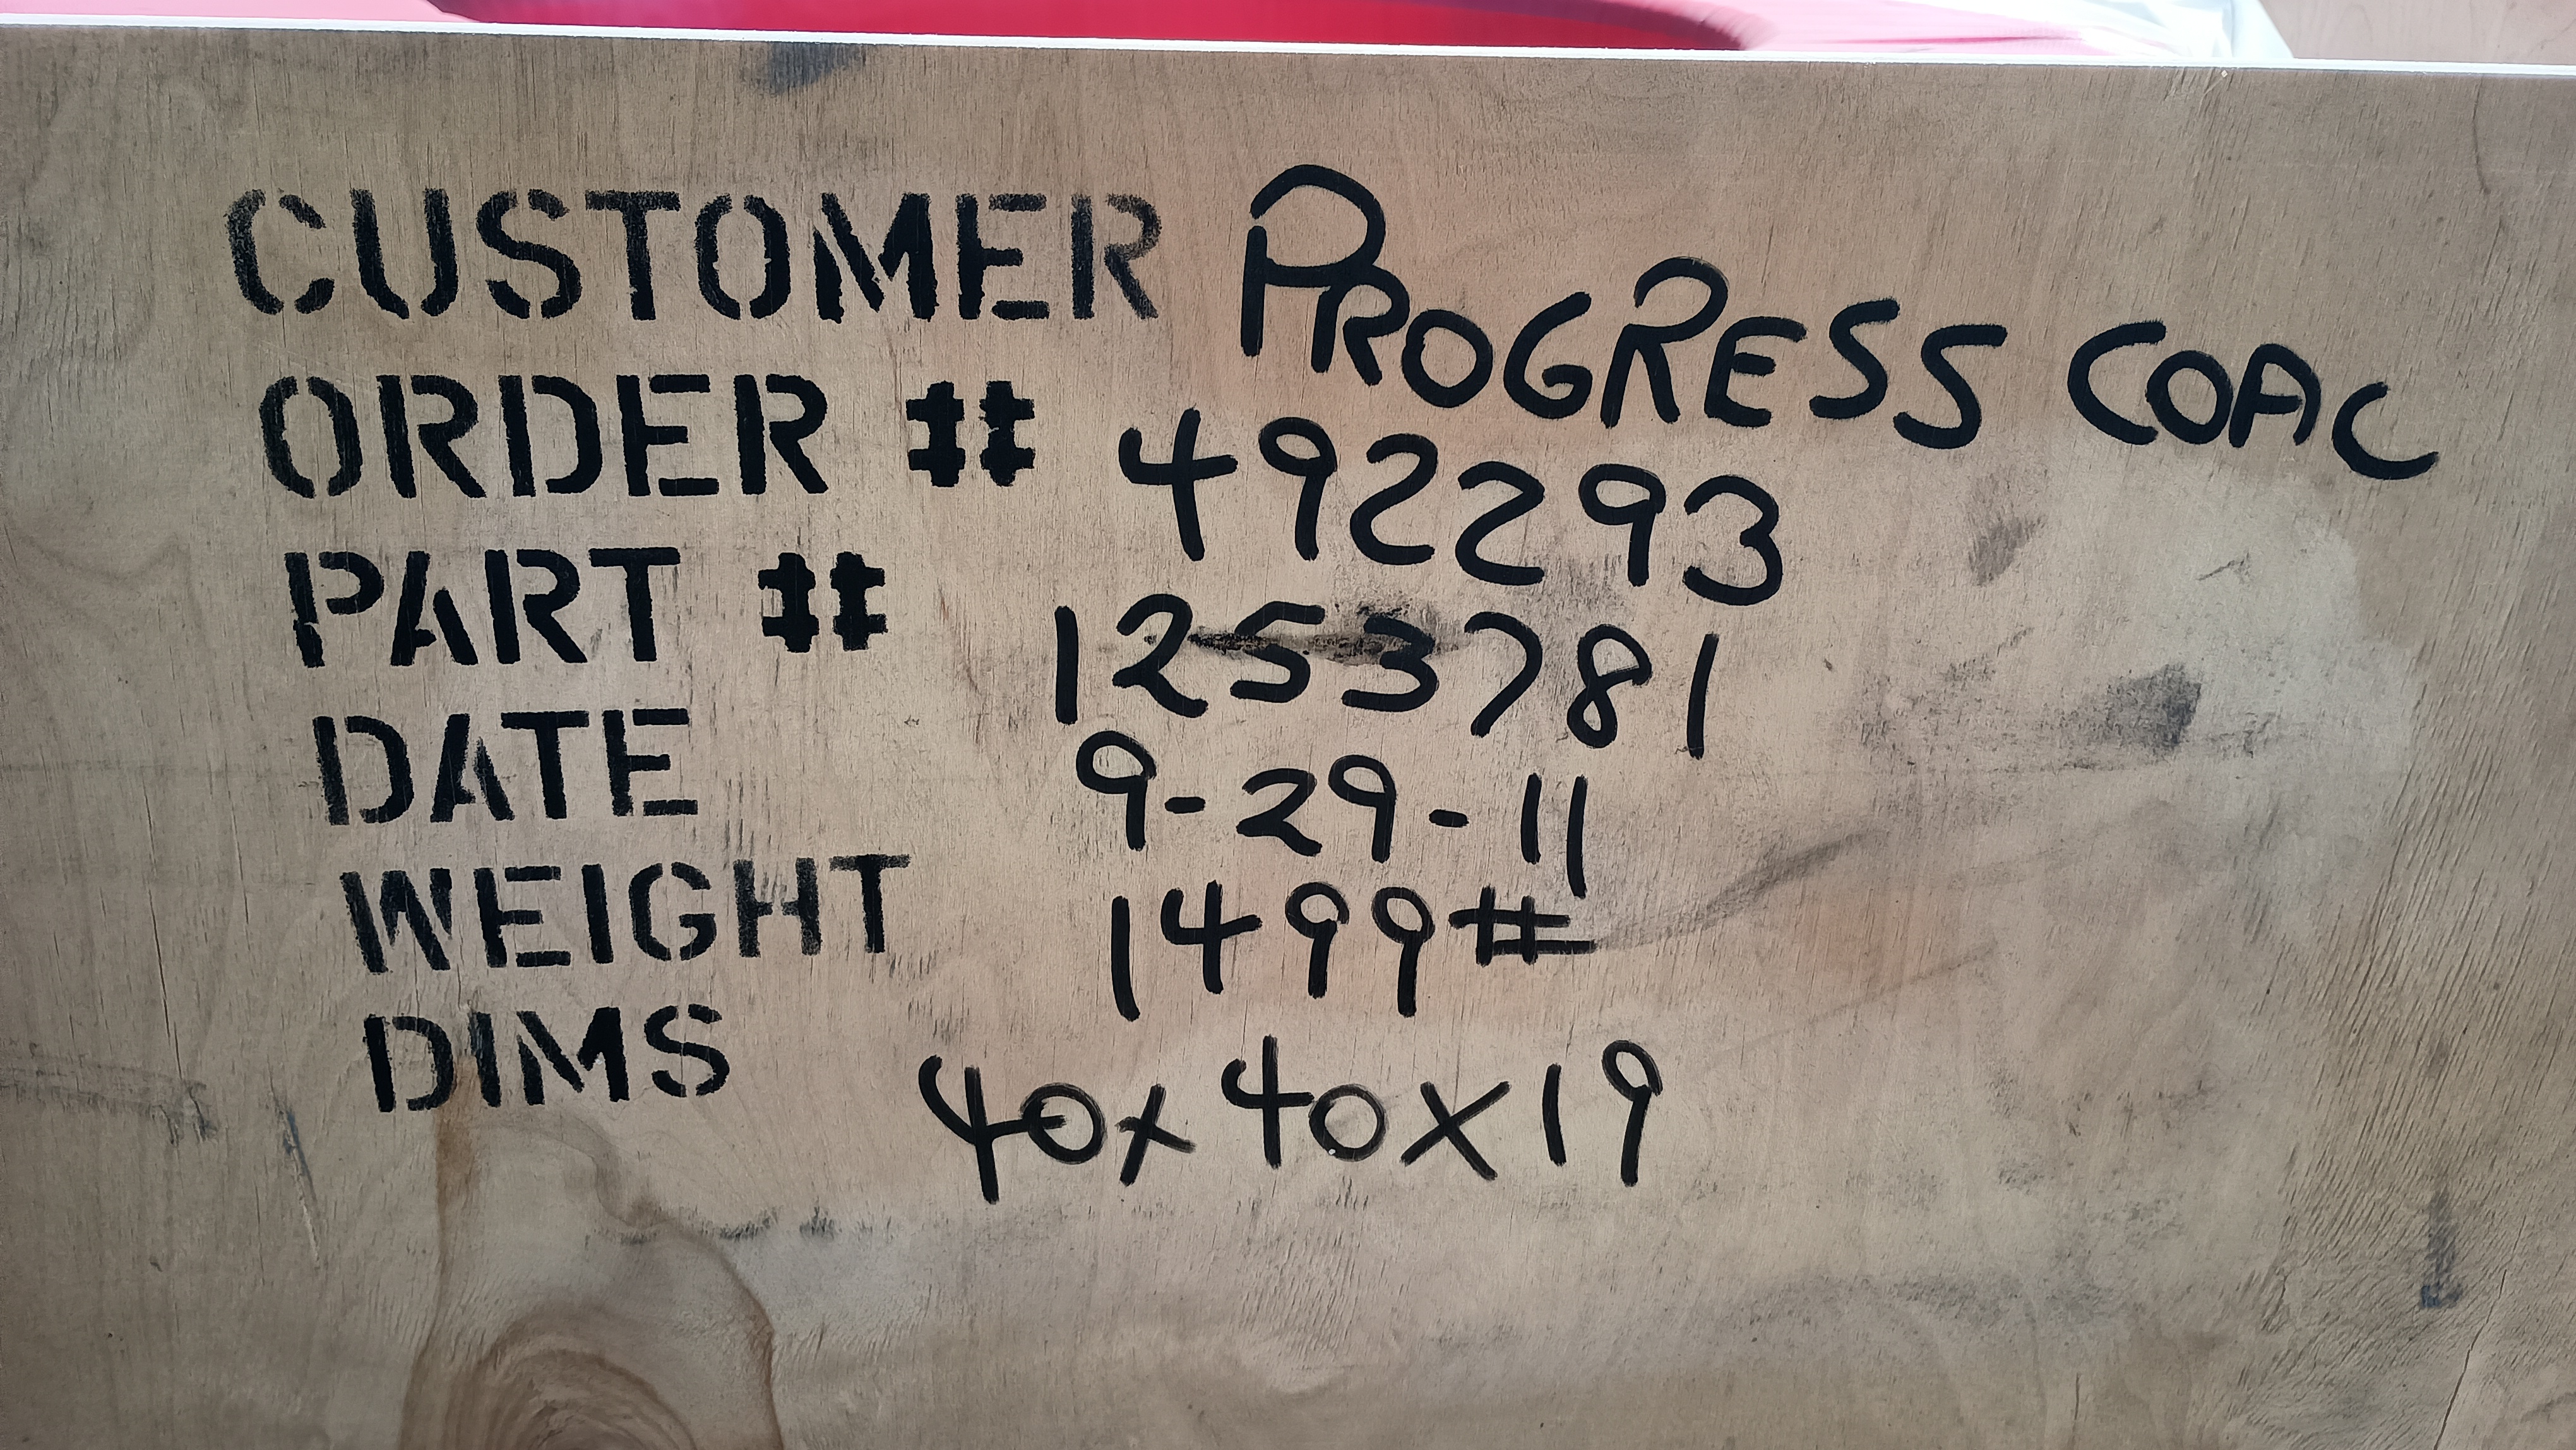 CUSTOMER PROGRESS COAC
ORDER # 492293
PART # 1253781
DATE 9-29-11
WEIGHT 1499#
DIMS 40x40x19